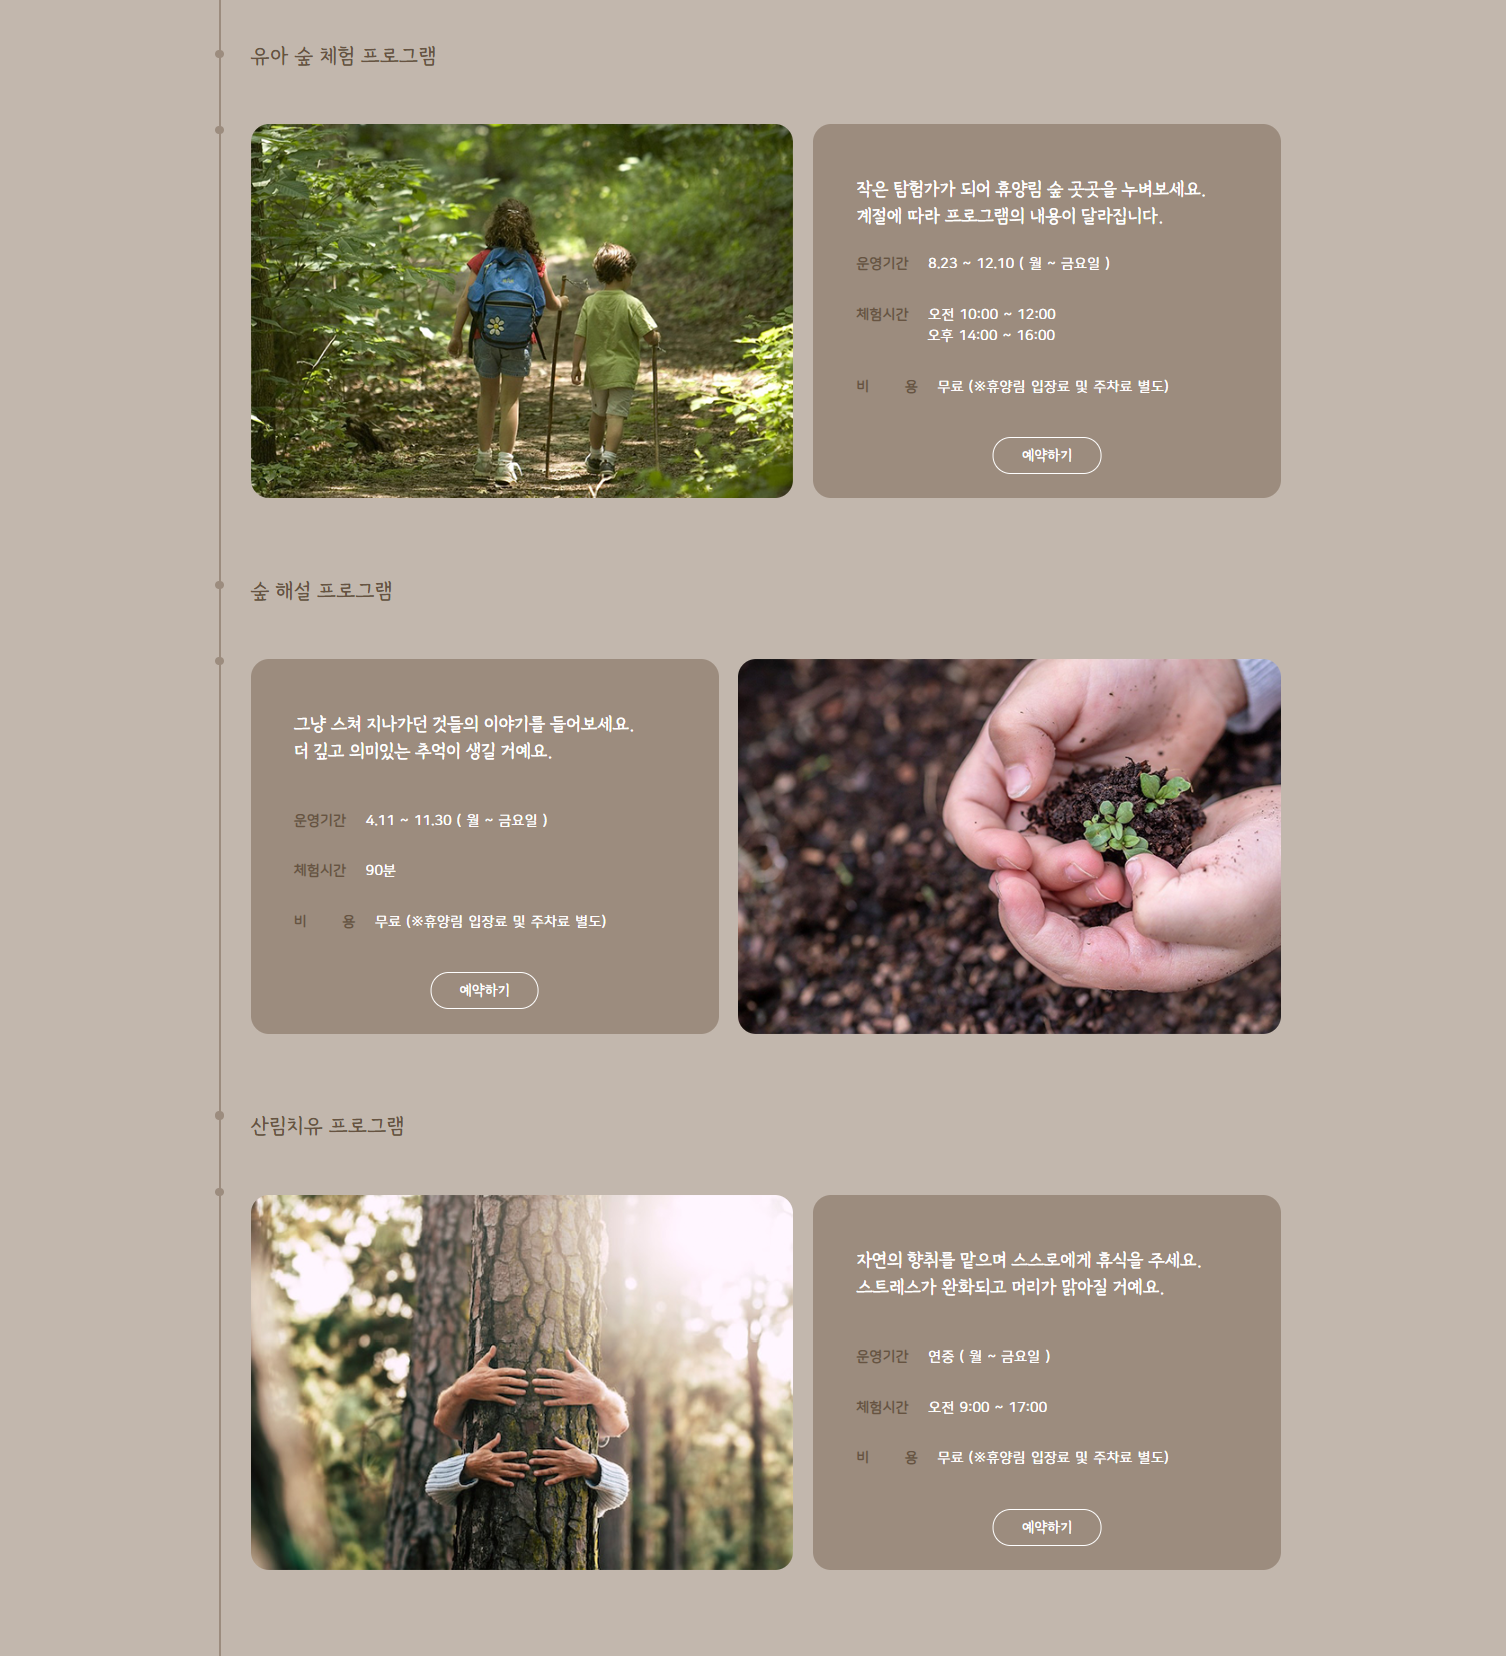 유아 숲 체험 프로그램
작은 탐험가가 되어 휴양림 숲 곳곳을 누벼보세요.
계절에 따라 프로그램의 내용이 달라집니다.
운영기간 8.23 ~ 12.10 ( 월 ~ 금요일 )
체험시간 오전 10:00 ~ 12:00
오후 14:00 ~ 16:00
비 용 무료 (※휴양림 입장료 및 주차료 별도)
예약하기
숲 해설 프로그램
그냥 스쳐 지나가던 것들의 이야기를 들어보세요.
더 깊고 의미있는 추억이 생길 거예요.
운영기간 4.11 ~ 11.30 ( 월 ~ 금요일 )
체험시간 90분
비 용 무료 (※휴양림 입장료 및 주차료 별도)
예약하기
산림치유 프로그램
자연의 향취를 맡으며 스스로에게 휴식을 주세요.
스트레스가 완화되고 머리가 맑아질 거예요.
운영기간 연중 ( 월 ~ 금요일 )
체험시간 오전 9:00 ~ 17:00
비 용 무료 (※휴양림 입장료 및 주차료 별도)
예약하기